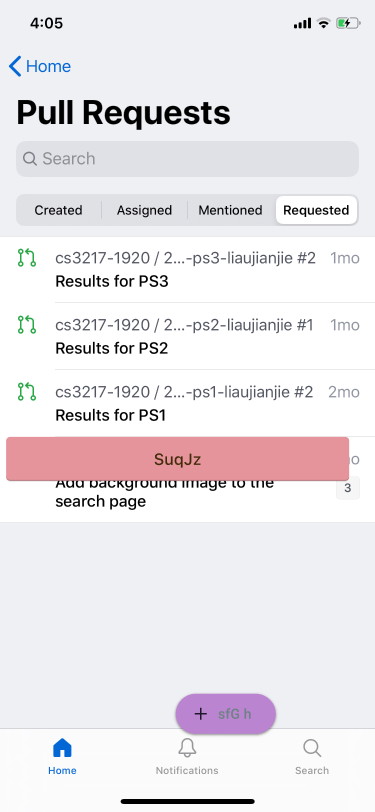 4:05
Home
Pull Requests
Search
Created Assigned Mentioned Requested
cs3217-1920 / 2...-ps3-liaujianjie #2 1mo
Results for PS3
cs3217-1920 / 2...-ps2-liaujianjie #1 1mo
Results for PS2
cs3217-1920 / 2...-ps1-liaujianjie #2 2mo
Results for PS1
SuqJz
Add background image to the 3
search page
+ sfG h
Home Notifications Search